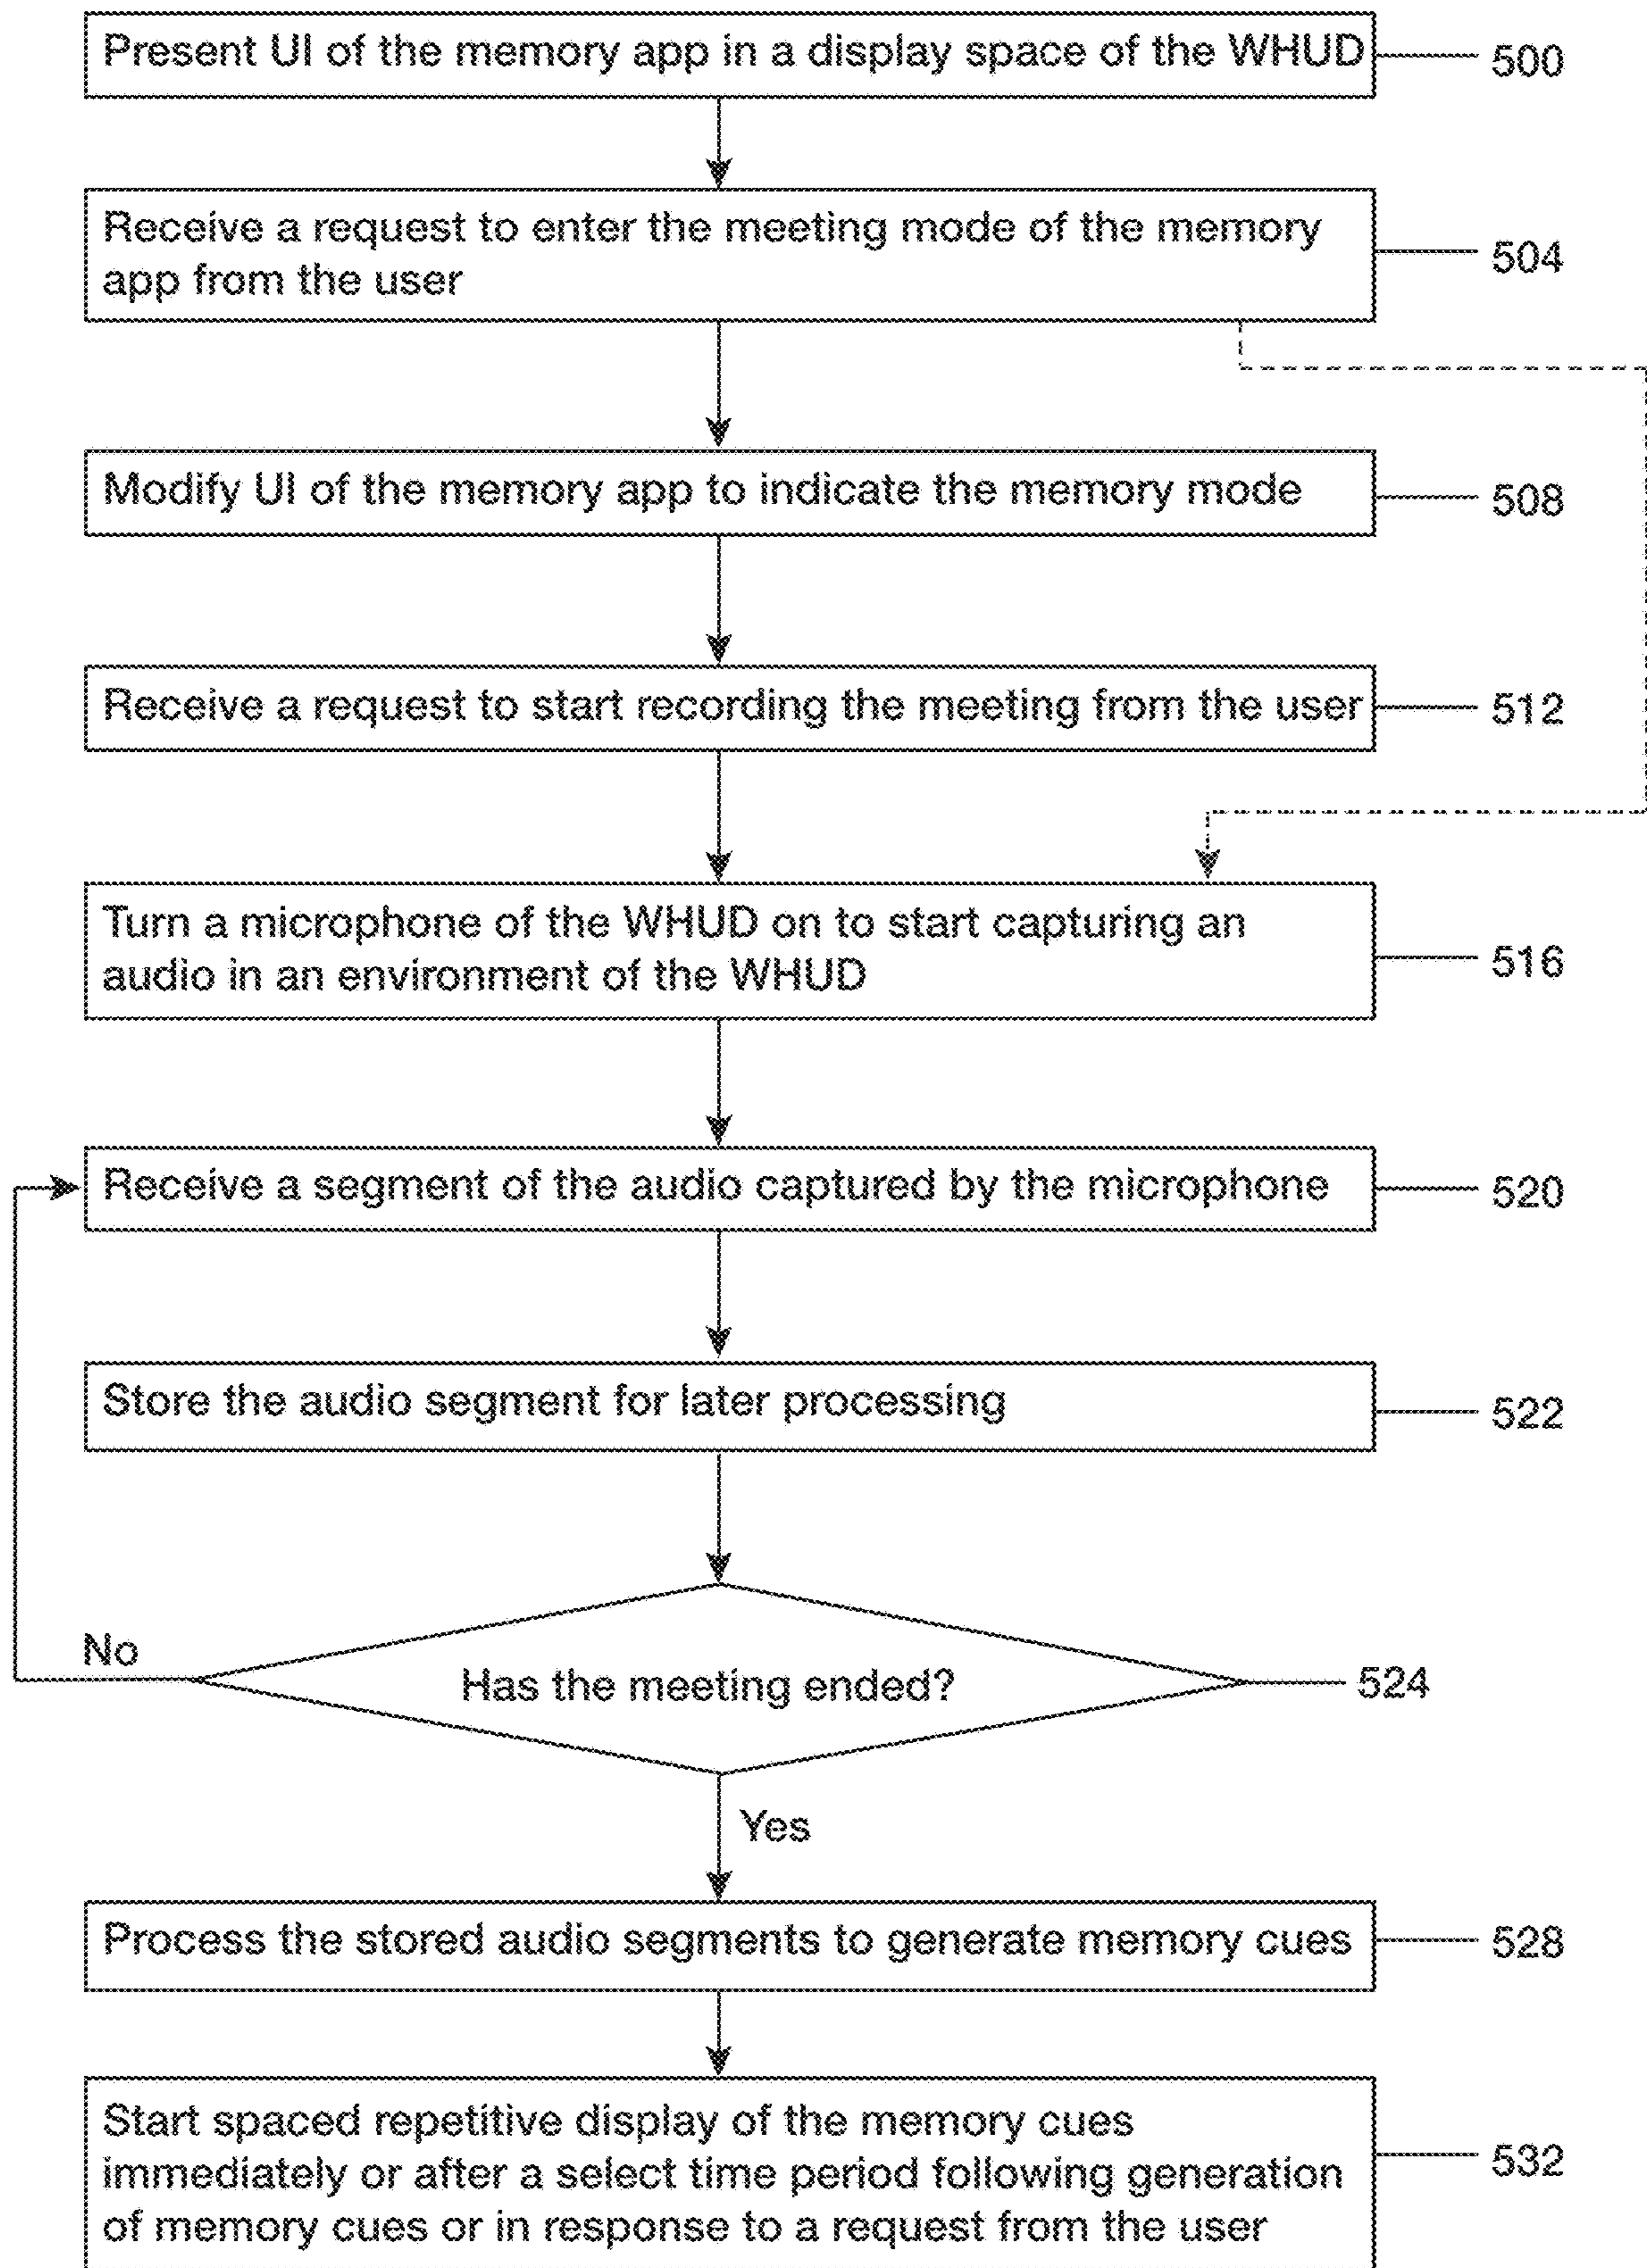 Present UI of the memory app in a display space of the WHUD
500
Receive a request to enter the meeting mode of the memory
app from the user
504
Modify UI of the memory app to indicate the memory mode
508
Receive a request to start recording the meeting from the user
512
Turn a microphone of the WHUD on to start capturing an
audio in an environment of the WHUD
516
Receive a segment of the audio captured by the microphone
520
Store the audio segment for later processing
522
No
Has the meeting ended?
524
Yes
Process the stored audio segments to generate memory cues
528
Start spaced repetitive display of the memory cues
immediately or after a select time period following generation
of memory cues or in response to a request from the user
532